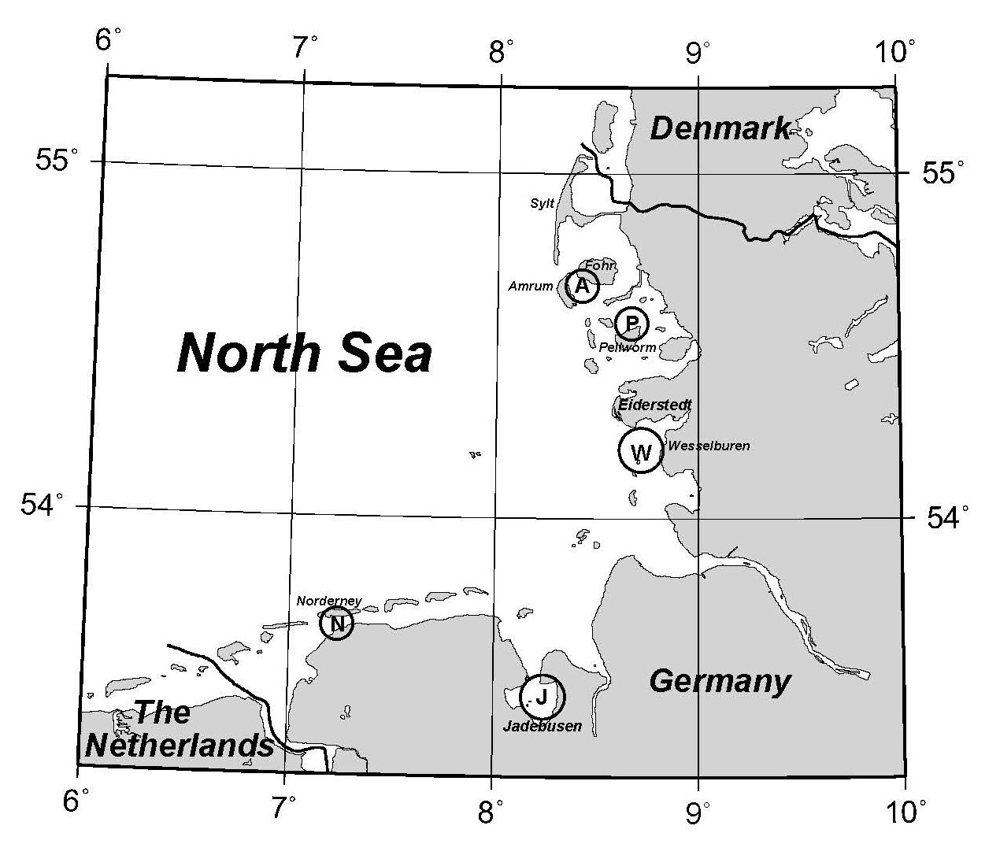 6° 7° 8° 9° 10°
Denmark
55° 55°
Sylt
Fohr
Amrum A
P
Pellworm
North Sea
Eiderstedt
W Wesselburen
54° 54°
Norderney
N
Germany
J
The
Jadebusen
Netherlands
6° 7° 8° 9° 10°